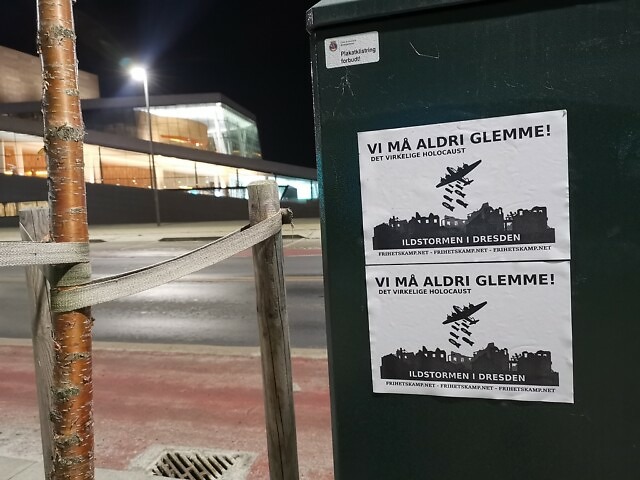 Plakatklistring
forbudt!
VI MÅ ALDRI GLEMME!
DET VIRKELIGE HOLOCAUST
ILDSTORMEN I DRESDEN
FRIHETSKAMP.NET - FRIHETSKAMP.NET - FRIHETSKAMP.NET
VI MÅ ALDRI GLEMME!
DET VIRKELIGE HOLOCAUST
ILDSTORMEN I DRESDEN
FRIHETSKAMP.NET - FRIHETSKAMP.NET - FRIHETSKAMP.NET